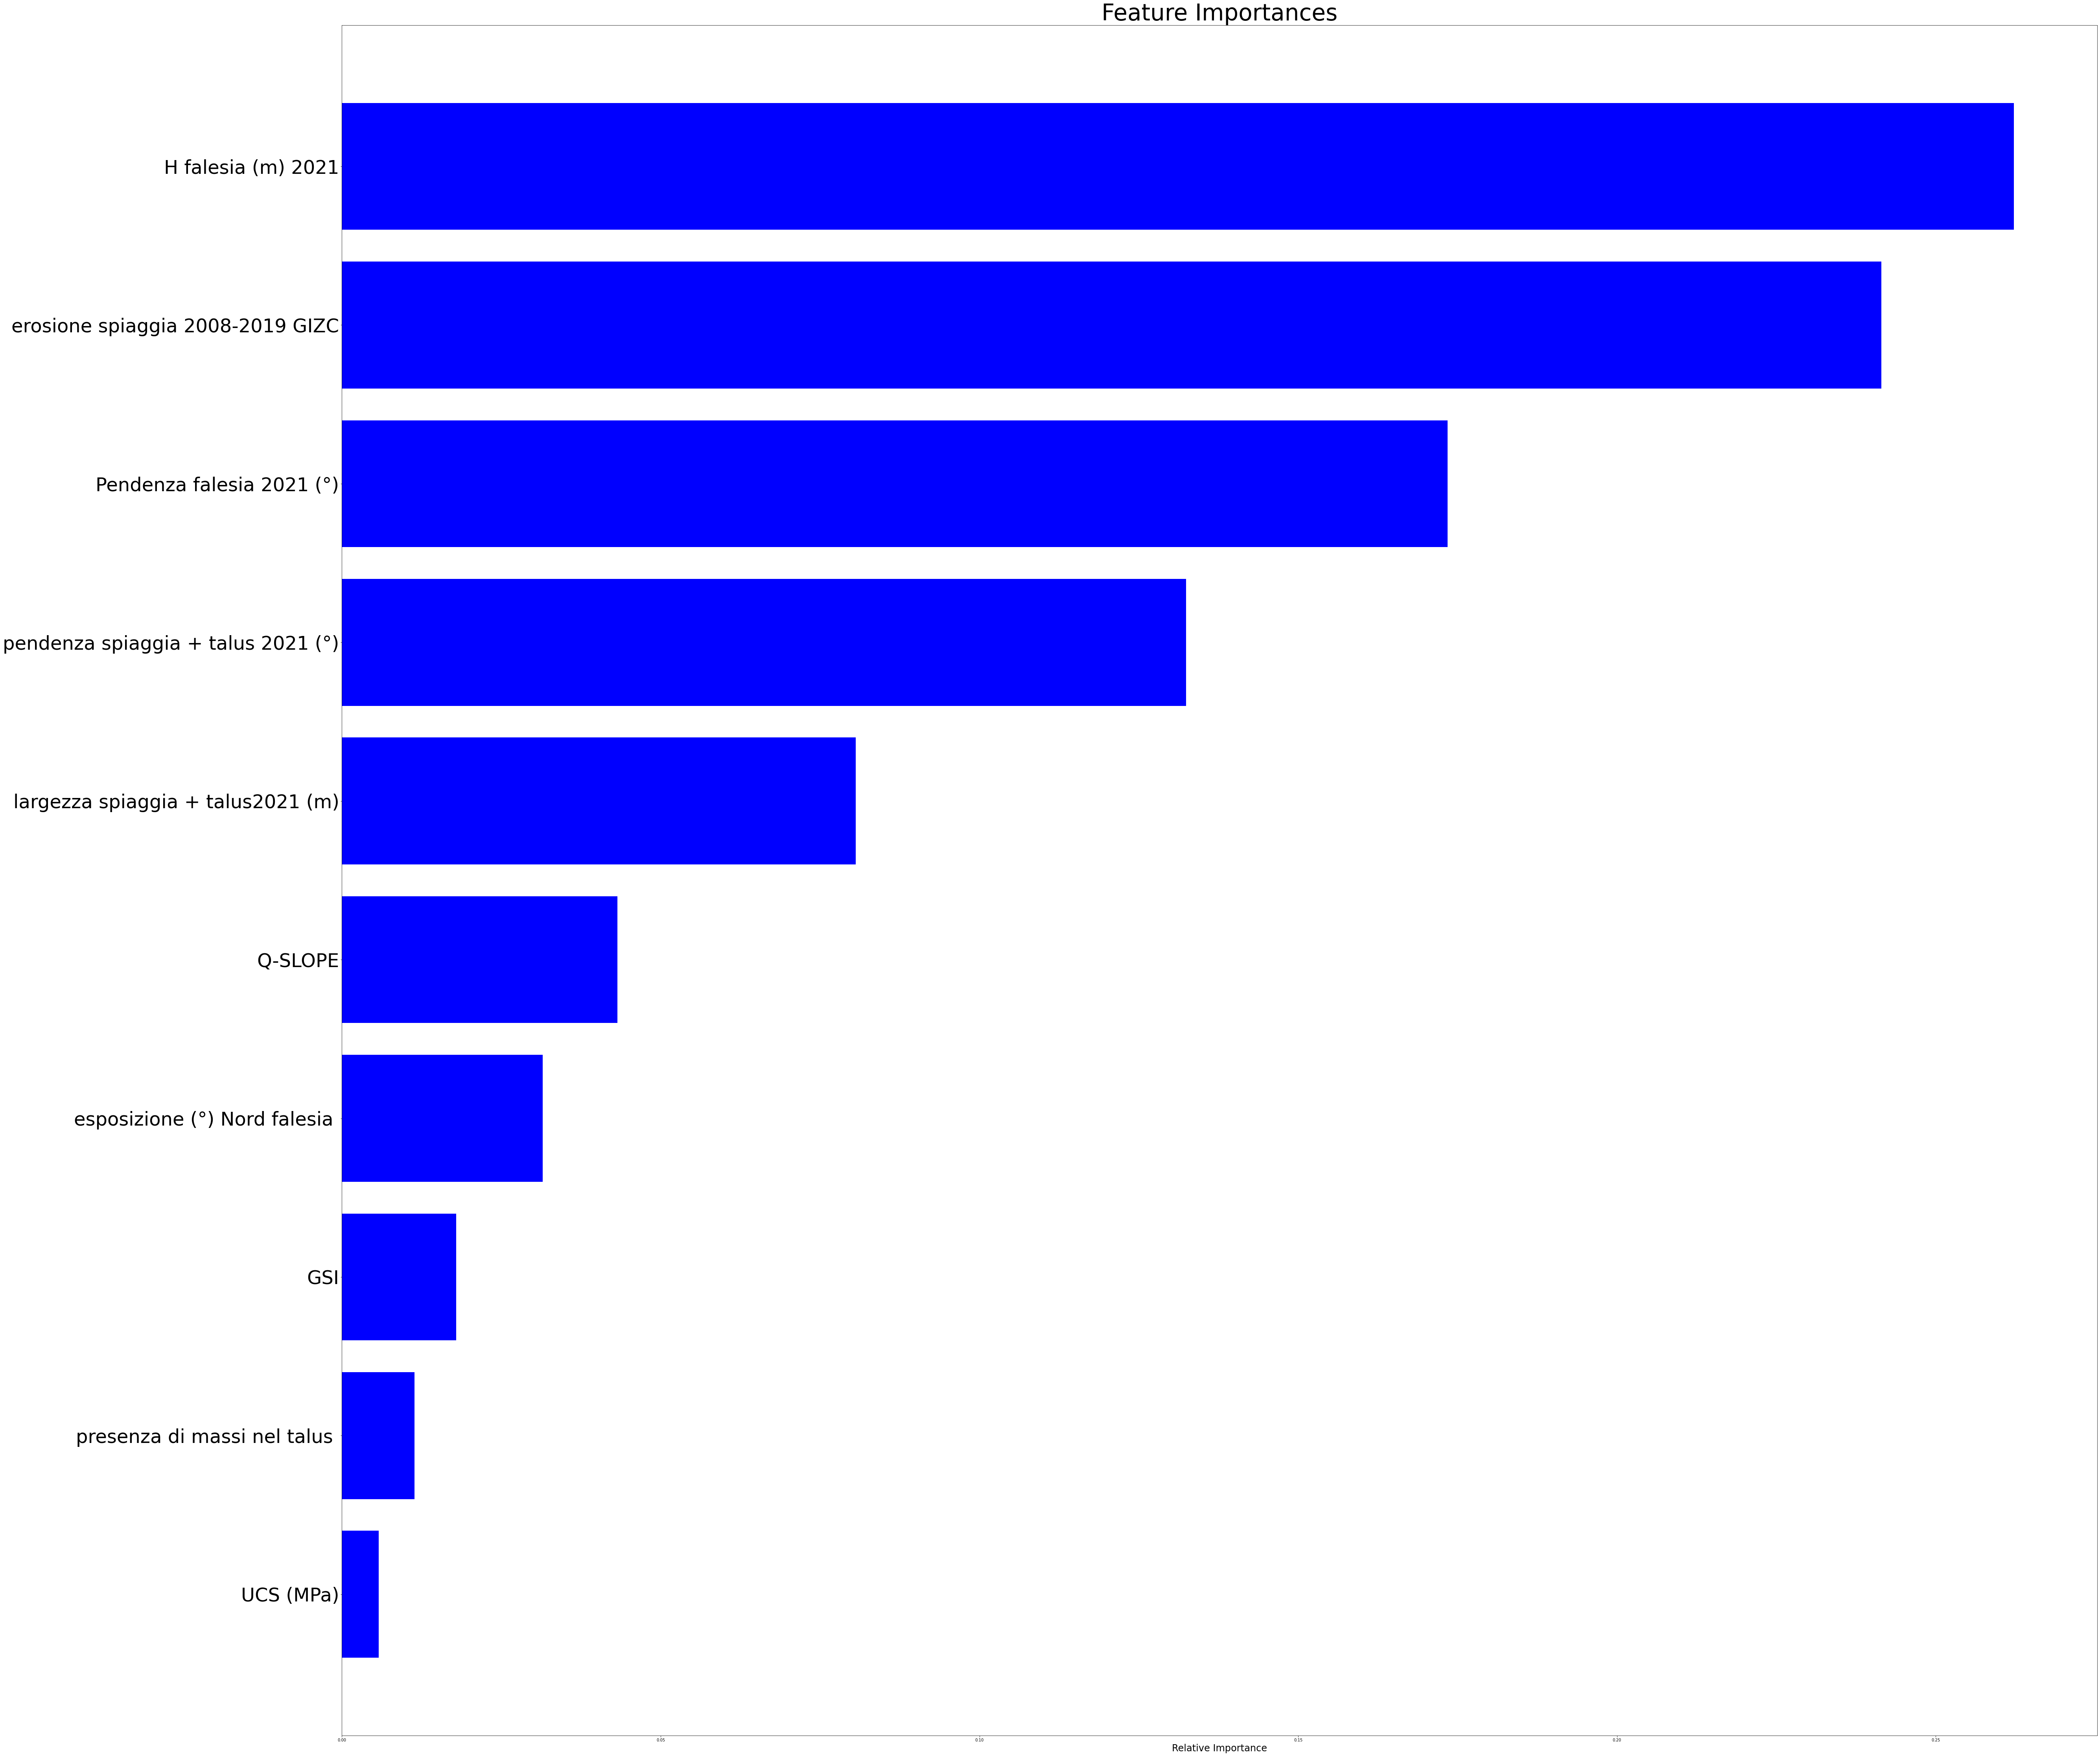 Feature Importances
H falesia (m) 2021
erosione spiaggia 2008-2019 GIZC
Pendenza falesia 2021 (°)
pendenza spiaggia + talus 2021 (°)
largezza spiaggia + talus2021 (m)
Q-SLOPE
esposizione (°) Nord falesia
GSI
presenza di massi nel talus
UCS (MPa)
0.00 0.05 0.10 0.15 0.20 0.25
Relative Importance